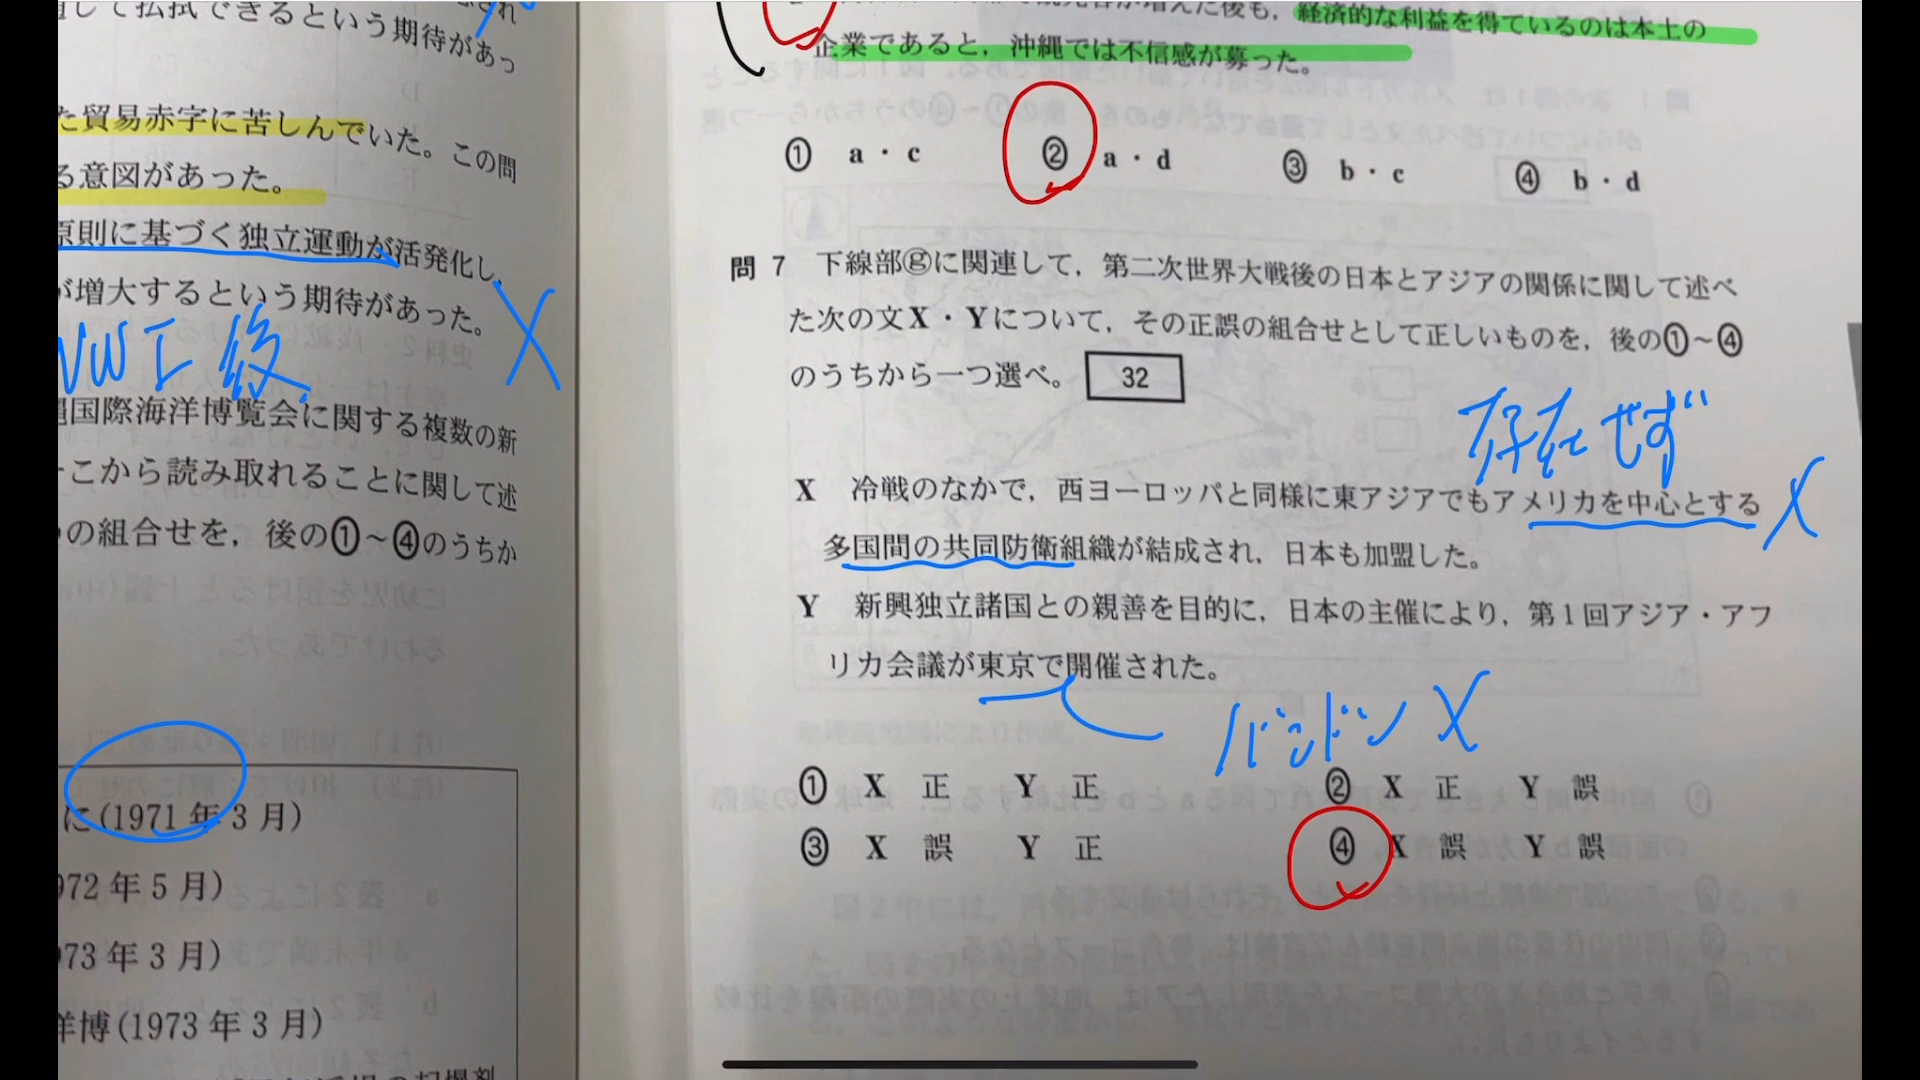 して払拭できるという期待があっ
た貿易赤字に苦しんでいた。この問
る意図があった。
原則に基づく独立運動が活発化し，
が増大するという期待があった。
X
WWI後
縄国際海洋博覧会に関する複数の新
そこから読み取れることに関して述
の組合せを，後の①～④のうちか
に(1971年3月)
972年5月)
973年3月)
洋博(1973年3月)
経済的な利益を得ているのは本土の
企業であると，沖縄では不信感が募った。
① a・c ② a・d ③ b・c ④ b・d
問 7 下線部ⓖに関連して，第二次世界大戦後の日本とアジアの関係に関して述べ
た次の文X・Yについて，その正誤の組合せとして正しいものを，後の①～④
のうちから一つ選べ。 32
存在せず
X 冷戦のなかで，西ヨーロッパと同様に東アジアでもアメリカを中心とする X
多国間の共同防衛組織が結成され，日本も加盟した。
Y 新興独立諸国との親善を目的に，日本の主催により，第1回アジア・アフ
リカ会議が東京で開催された。
バンドン X
① X 正 Y 正 ② X 正 Y 誤
③ X 誤 Y 正 ④ X 誤 Y 誤